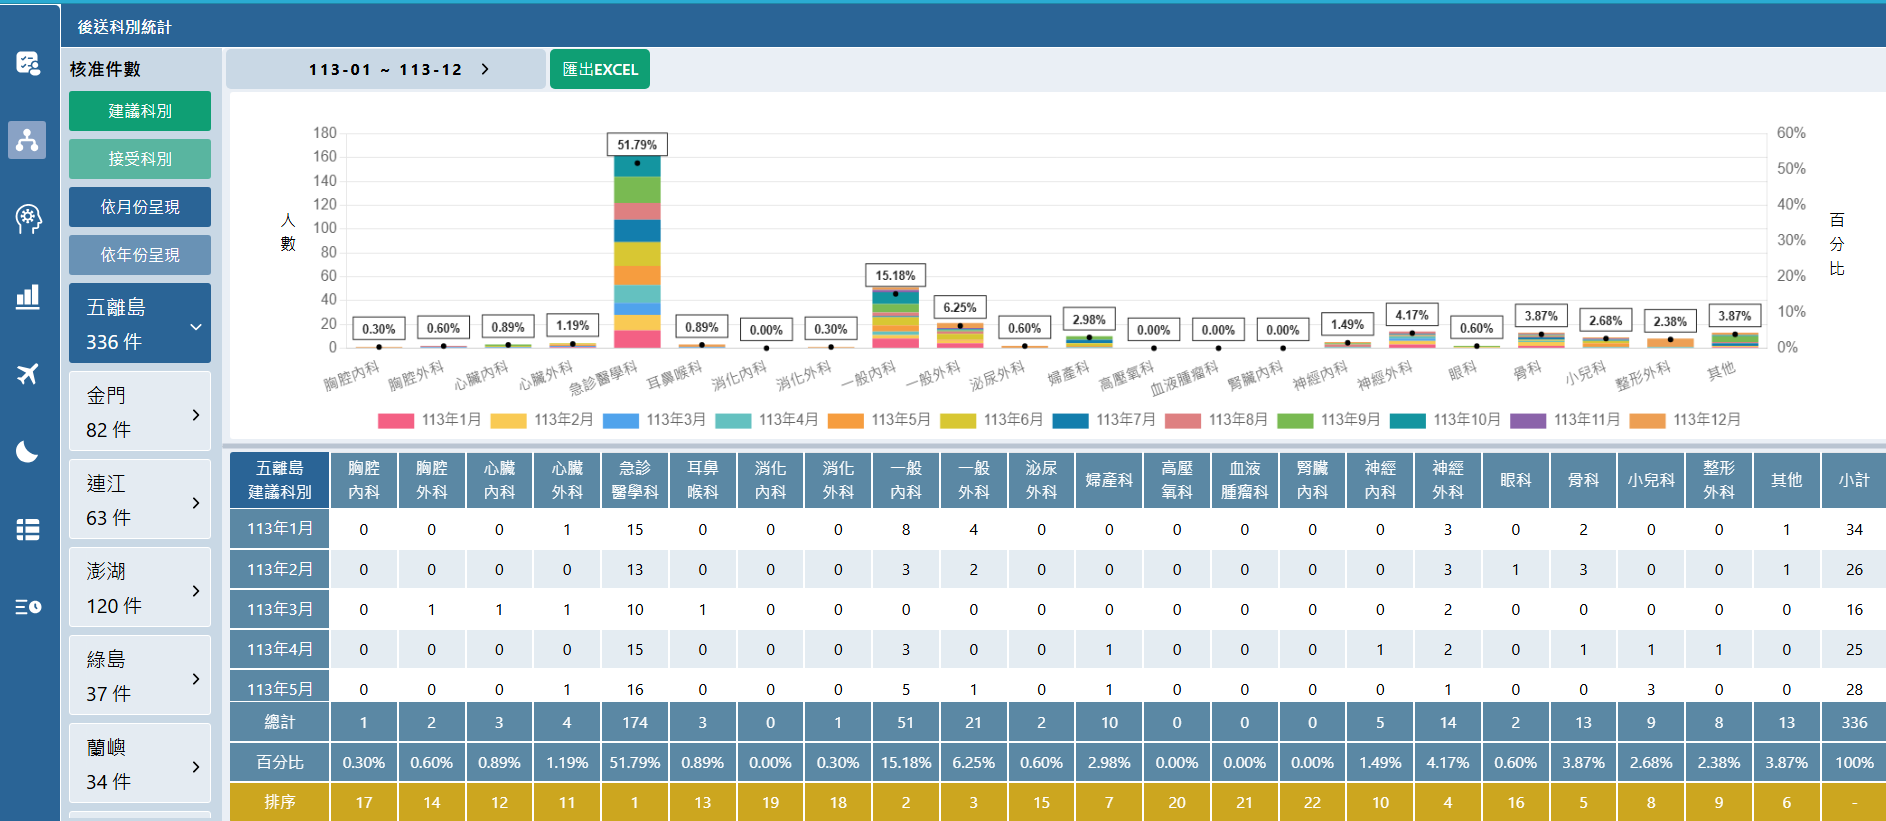 後送科別統計
核准件數
建議科別
接受科別
依月份呈現
依年份呈現
五離島
336 件
金門
82 件
連江
63 件
澎湖
120 件
綠島
37 件
蘭嶼
34 件
113-01 ~ 113-12
匯出EXCEL
人數
180
160
140
120
100
80
60
40
20
0
0.30% 0.60% 0.89% 1.19% 51.79% 0.89% 0.00% 0.30% 15.18% 6.25% 0.60% 2.98% 0.00% 0.00% 0.00% 1.49% 4.17% 0.60% 3.87% 2.68% 2.38% 3.87%
60%
50%
40%
30%
20%
10%
0%
百分比
胸腔內科 胸腔外科 心臟內科 心臟外科 急診醫學科 耳鼻喉科 消化內科 消化外科 一般內科 一般外科 泌尿外科 婦產科 高壓氧科 血液腫瘤科 腎臟內科 神經內科 神經外科 眼科 骨科 小兒科 整形外科 其他
113年1月 113年2月 113年3月 113年4月 113年5月 113年6月 113年7月 113年8月 113年9月 113年10月 113年11月 113年12月
五離島 胸腔 胸腔 心臟 心臟 急診 耳鼻 消化 消化 一般 一般 泌尿 婦產科 高壓 血液 腎臟 神經 神經 眼科 骨科 小兒科 整形 其他 小計
建議科別 內科 外科 內科 外科 醫學科 喉科 內科 外科 內科 外科 外科 氧科 腫瘤科 內科 內科 外科 外科
113年1月 0 0 0 1 15 0 0 0 8 4 0 0 0 0 0 0 3 0 2 0 0 1 34
113年2月 0 0 0 0 13 0 0 0 3 2 0 0 0 0 0 0 3 1 3 0 0 1 26
113年3月 0 1 1 1 10 1 0 0 0 0 0 0 0 0 0 0 2 0 0 0 0 0 16
113年4月 0 0 0 0 15 0 0 0 3 0 0 1 0 0 0 1 2 0 1 1 1 0 25
113年5月 0 0 0 1 16 0 0 0 5 1 0 1 0 0 0 0 1 0 0 3 0 0 28
總計 1 2 3 4 174 3 0 1 51 21 2 10 0 0 0 5 14 2 13 9 8 13 336
百分比 0.30% 0.60% 0.89% 1.19% 51.79% 0.89% 0.00% 0.30% 15.18% 6.25% 0.60% 2.98% 0.00% 0.00% 0.00% 1.49% 4.17% 0.60% 3.87% 2.68% 2.38% 3.87% 100%
排序 17 14 12 11 1 13 19 18 2 3 15 7 20 21 22 10 4 16 5 8 9 6 -